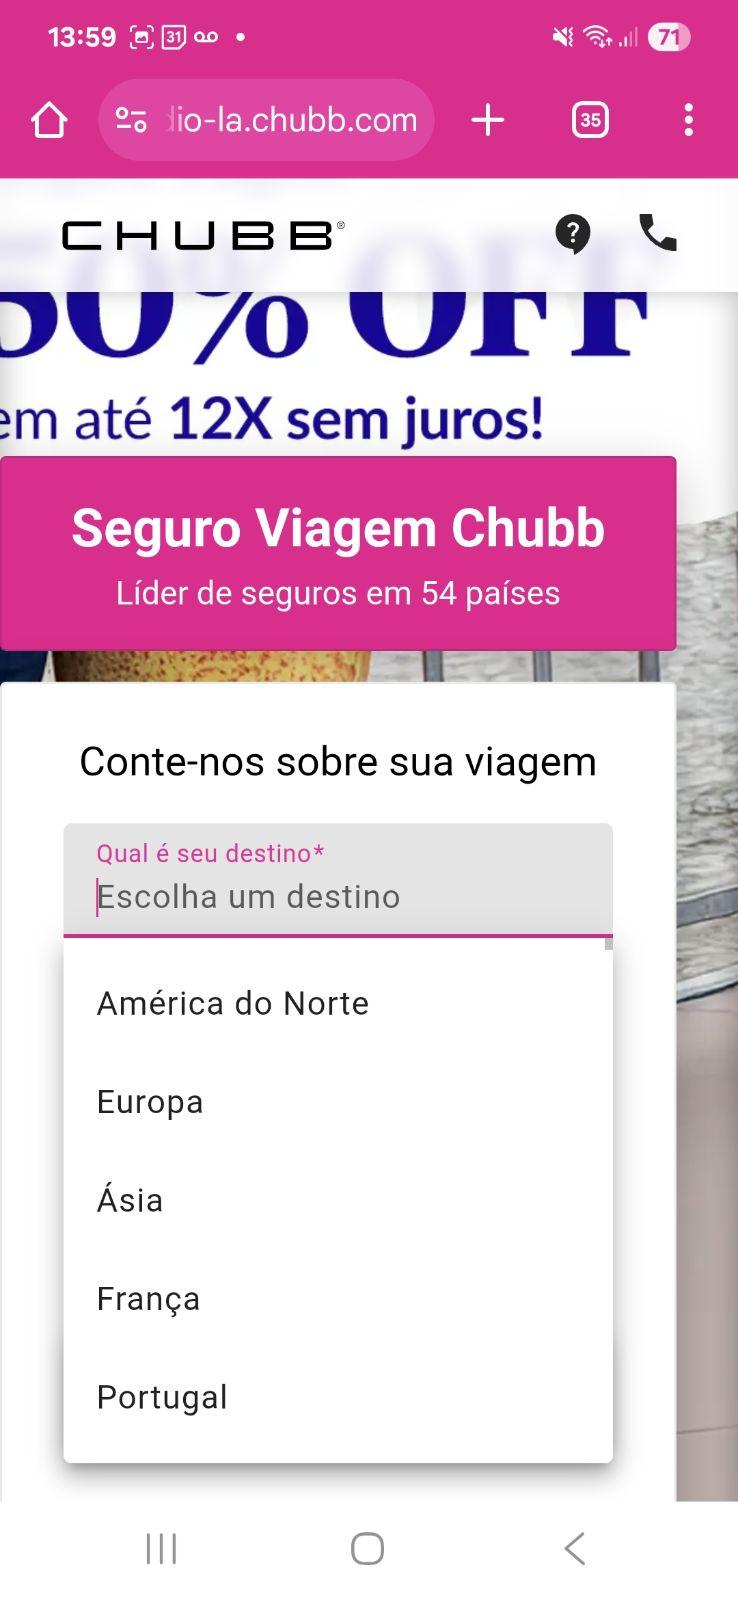 13:59
31
71
dio-la.chubb.com
35
CHUBB®
50% OFF
em até 12X sem juros!
Seguro Viagem Chubb
Líder de seguros em 54 países
Conte-nos sobre sua viagem
Qual é seu destino*
Escolha um destino
América do Norte
Europa
Ásia
França
Portugal